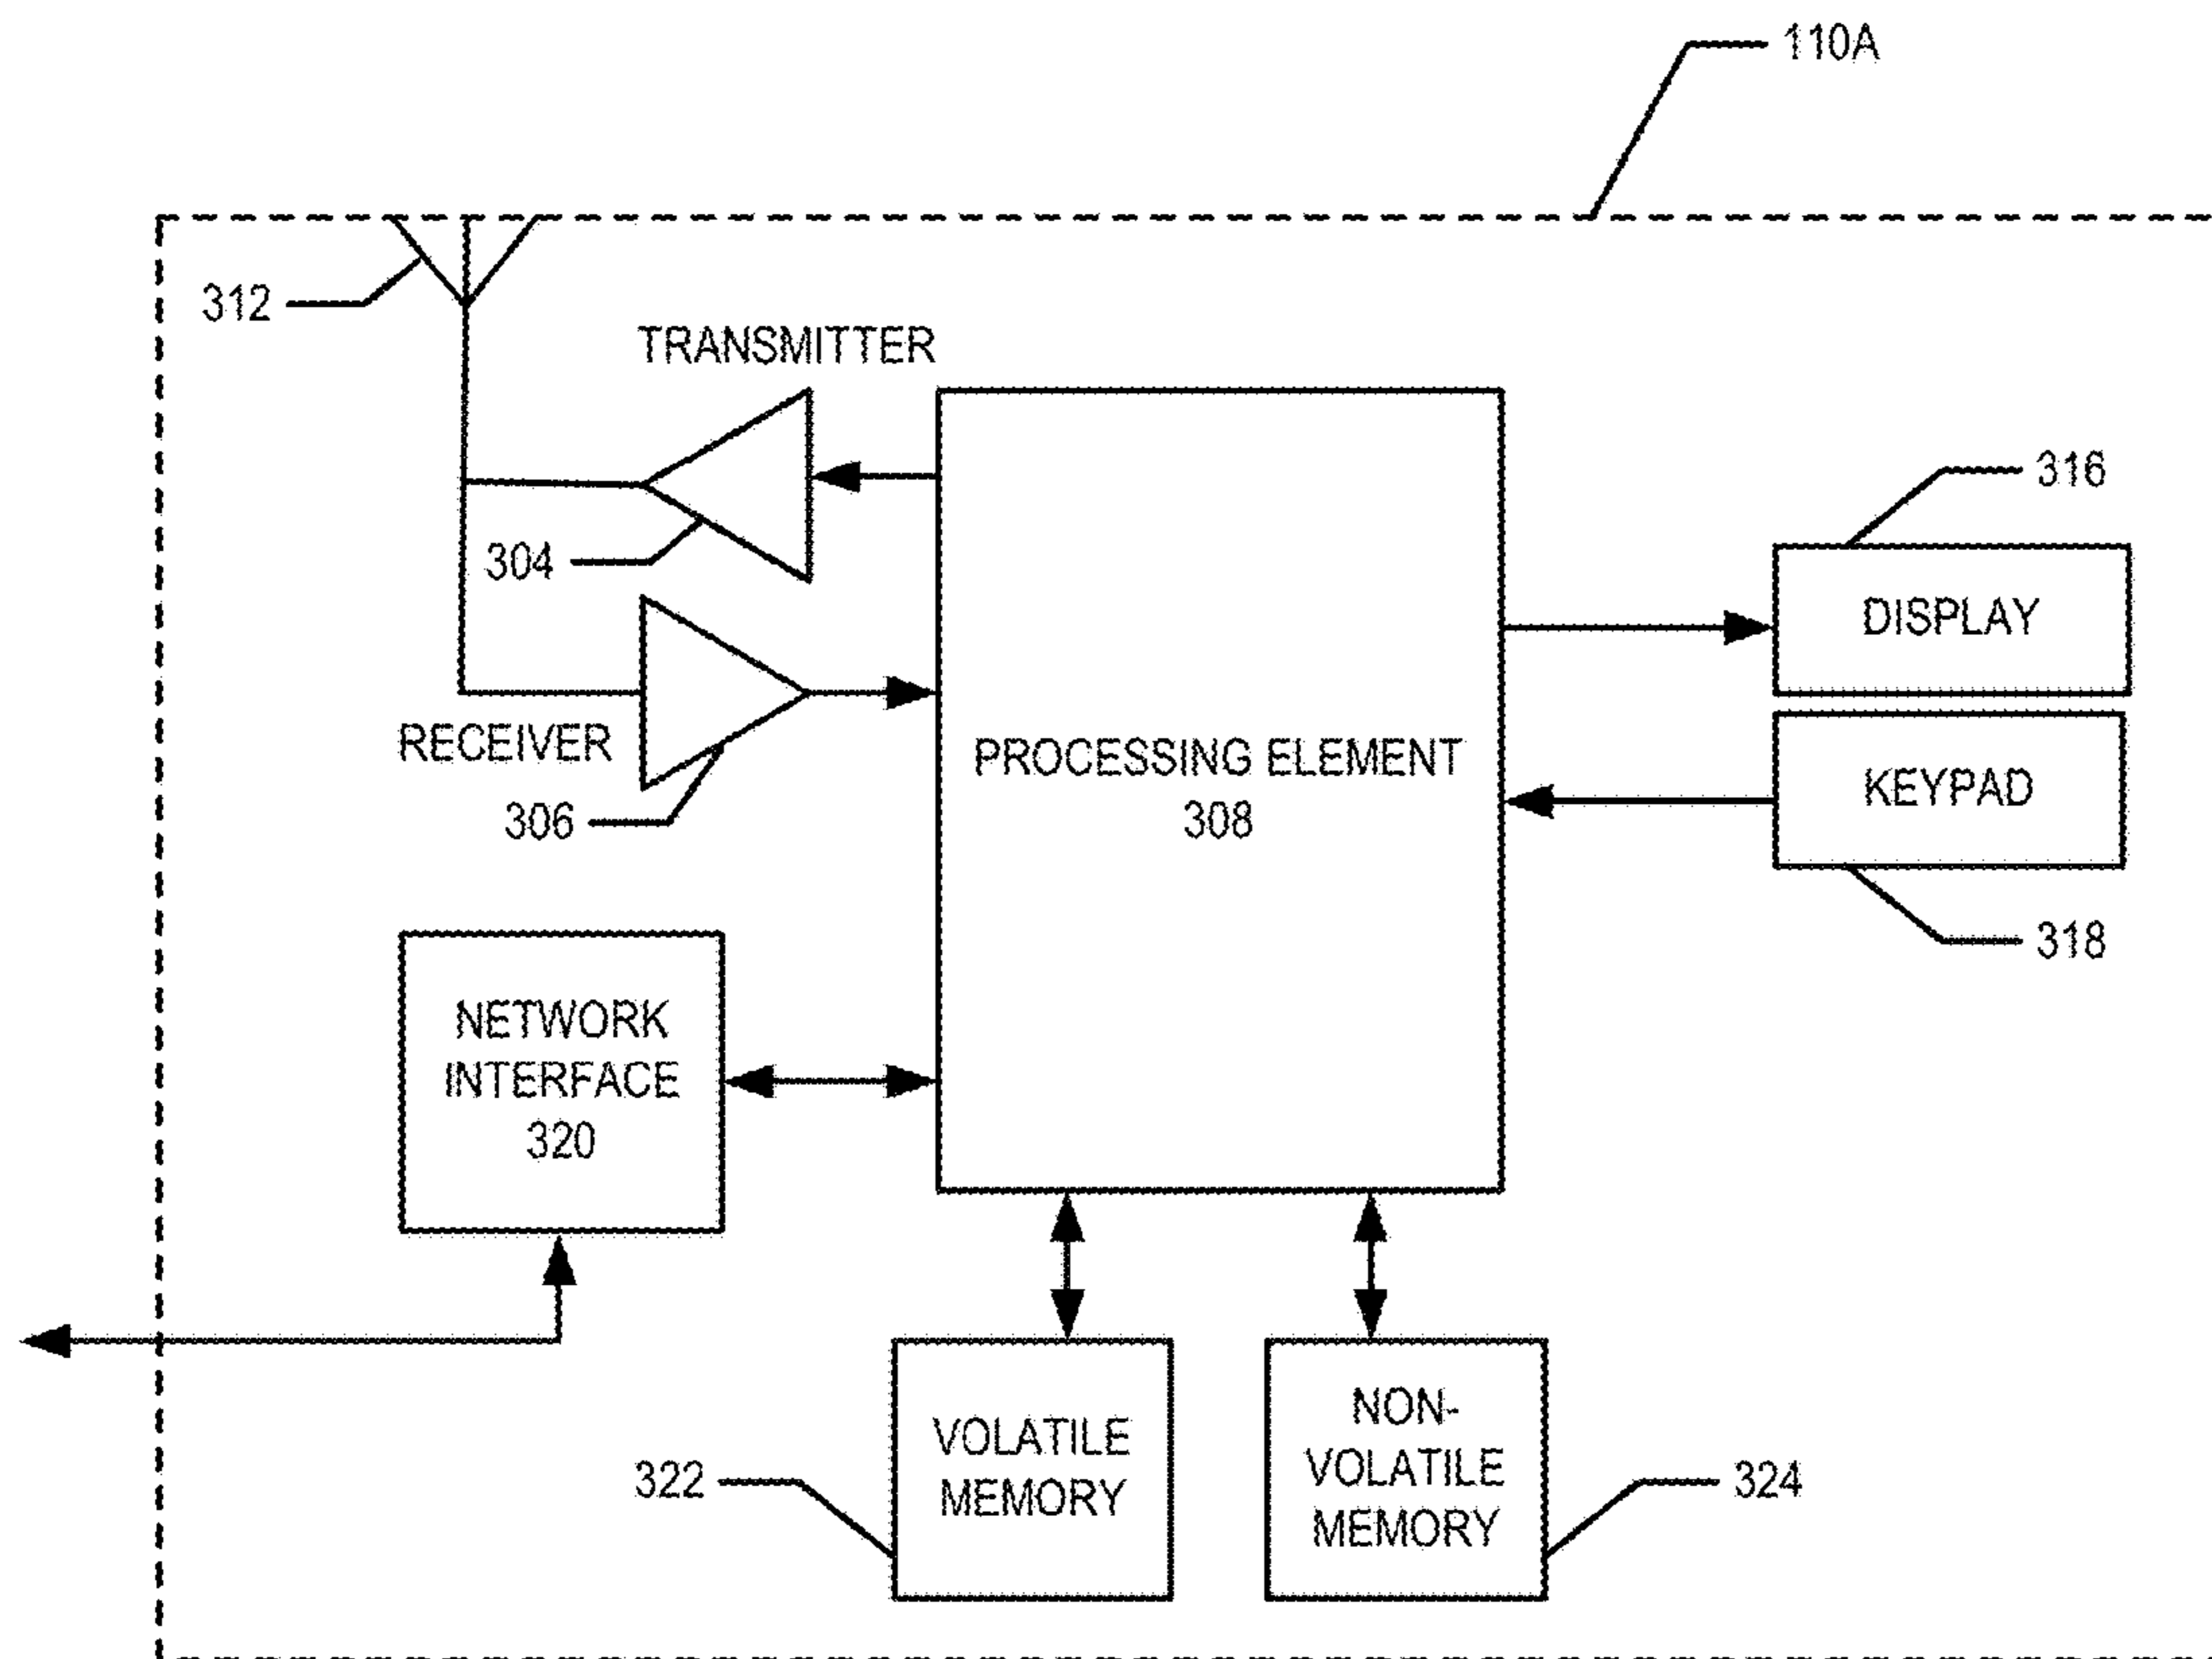 110A
312
TRANSMITTER
304
316
DISPLAY
RECEIVER
306
PROCESSING ELEMENT
308
KEYPAD
318
NETWORK
INTERFACE
320
322
VOLATILE
MEMORY
NON-
VOLATILE
MEMORY
324